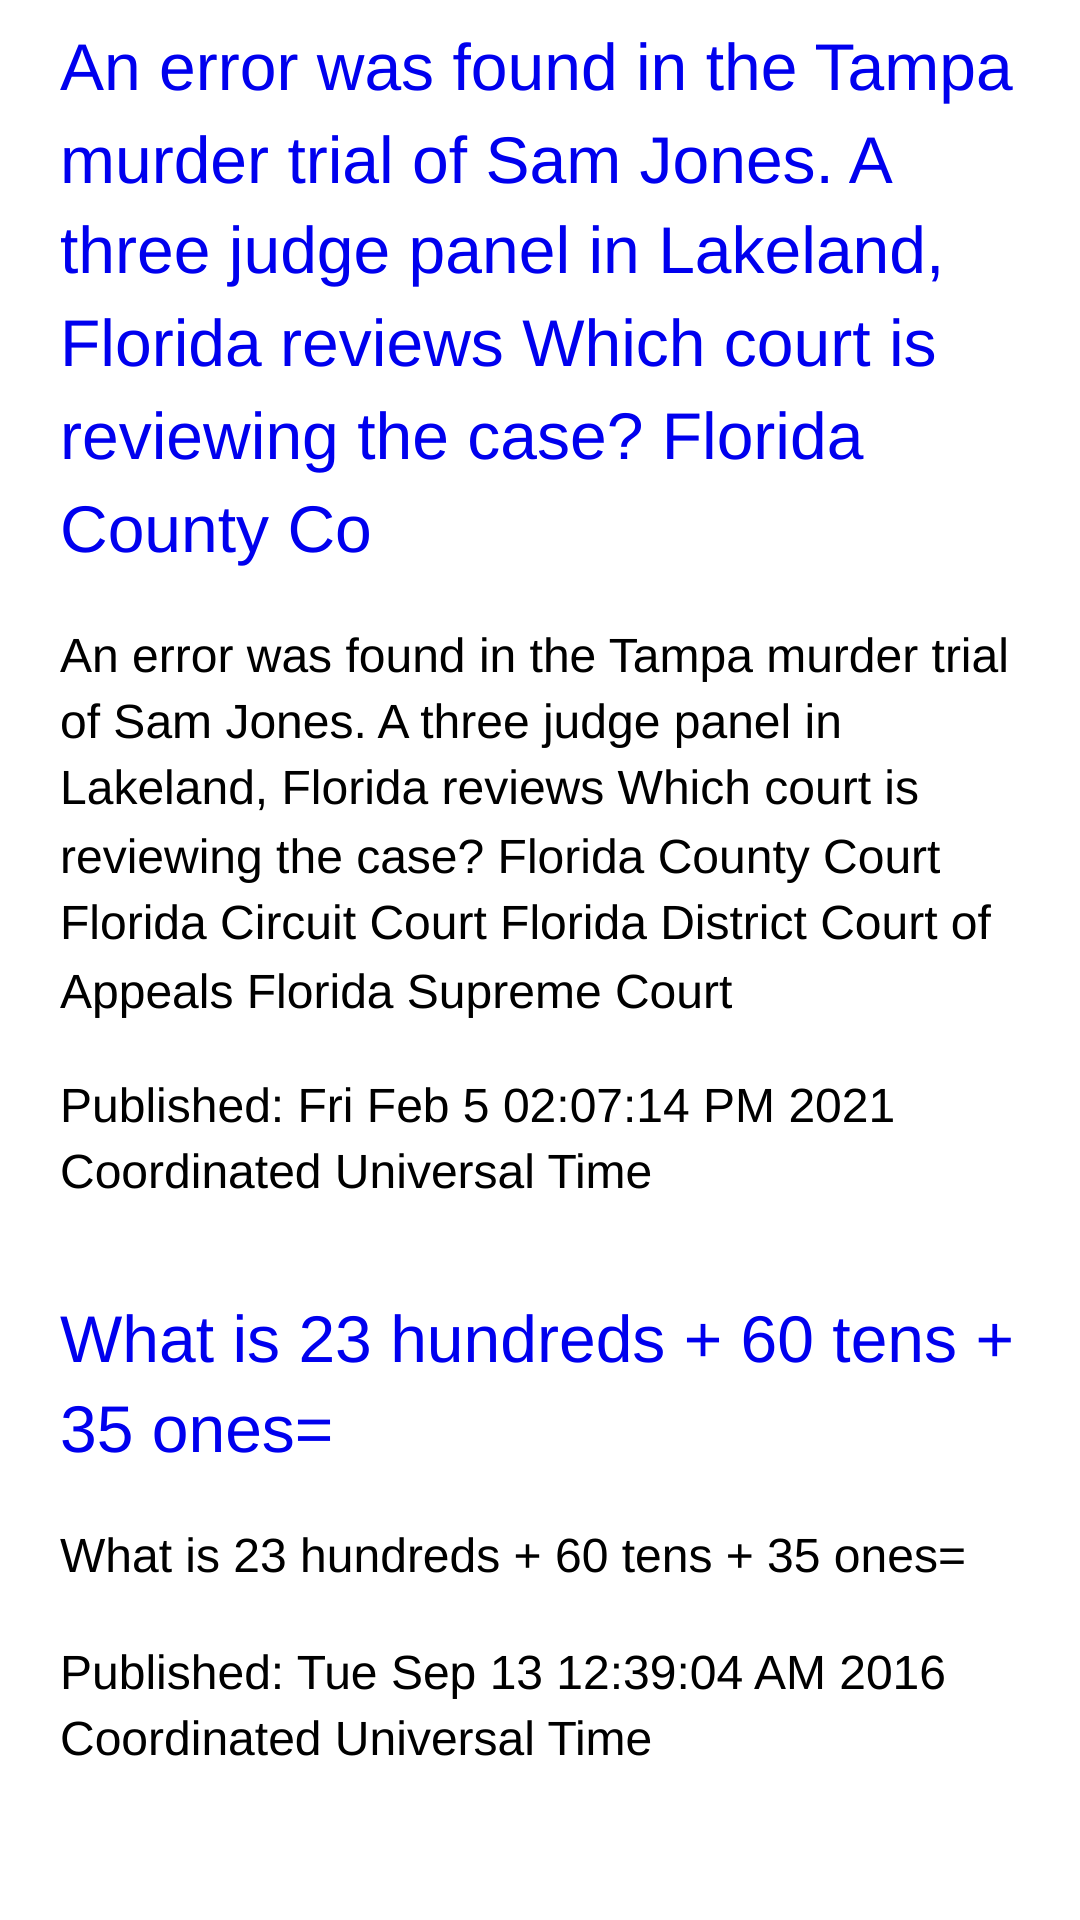 An error was found in the Tampa
murder trial of Sam Jones. A
three judge panel in Lakeland,
Florida reviews Which court is
reviewing the case? Florida
County Co
An error was found in the Tampa murder trial
of Sam Jones. A three judge panel in
Lakeland, Florida reviews Which court is
reviewing the case? Florida County Court
Florida Circuit Court Florida District Court of
Appeals Florida Supreme Court
Published: Fri Feb 5 02:07:14 PM 2021
Coordinated Universal Time
What is 23 hundreds + 60 tens +
35 ones=
What is 23 hundreds + 60 tens + 35 ones=
Published: Tue Sep 13 12:39:04 AM 2016
Coordinated Universal Time